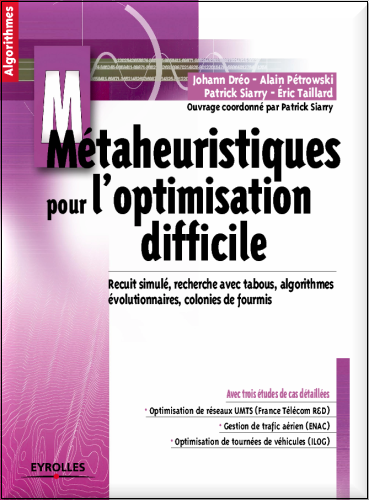 Algorithmes
Johann Dréo - Alain Pétrowski
Patrick Siarry - Éric Taillard
Ouvrage coordonné par Patrick Siarry
M
Métaheuristiques
pour l'optimisation
difficile
Recuit simulé, recherche avec tabous, algorithmes
évolutionnaires, colonies de fourmis
Avec trois études de cas détaillées
· Optimisation de réseaux UMTS (France Télécom R&D)
· Gestion de trafic aérien (ENAC)
· Optimisation de tournées de véhicules (ILOG)
EYROLLES